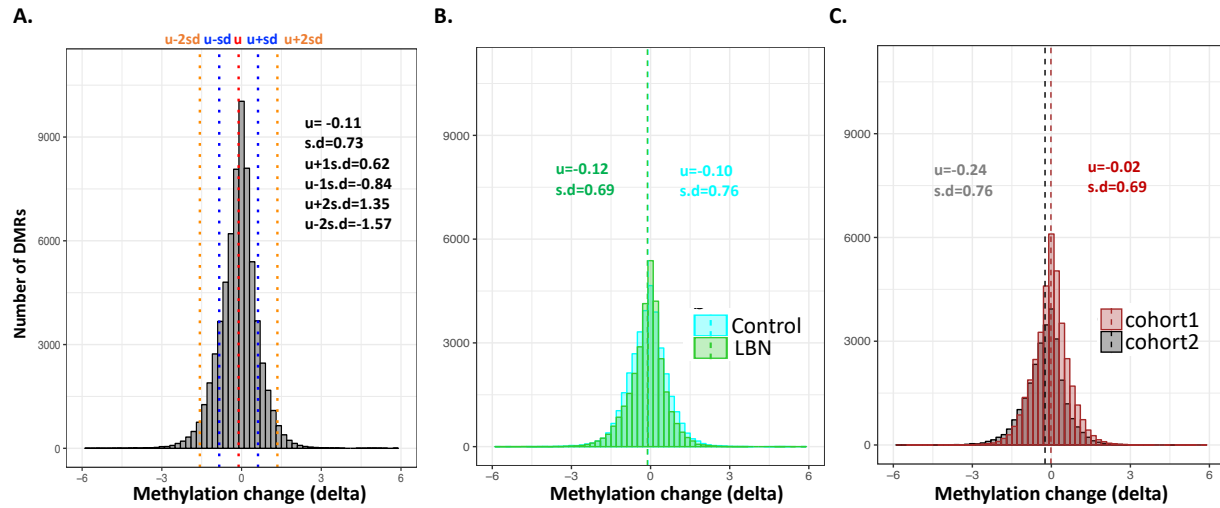 A.
u-2sd u-sd u u+sd u+2sd
Number of DMRs
9000
6000
3000
0
u= -0.11
s.d=0.73
u+1s.d=0.62
u-1s.d=-0.84
u+2s.d=1.35
u-2s.d=-1.57
−6 −3 0 3 6
Methylation change (delta)
B.
9000
6000
3000
0
u=-0.12
s.d=0.69
u=-0.10
s.d=0.76
Control
LBN
−6 −3 0 3 6
Methylation change (delta)
C.
9000
6000
3000
0
u=-0.24
s.d=0.76
u=-0.02
s.d=0.69
cohort1
cohort2
−6 −3 0 3 6
Methylation change (delta)